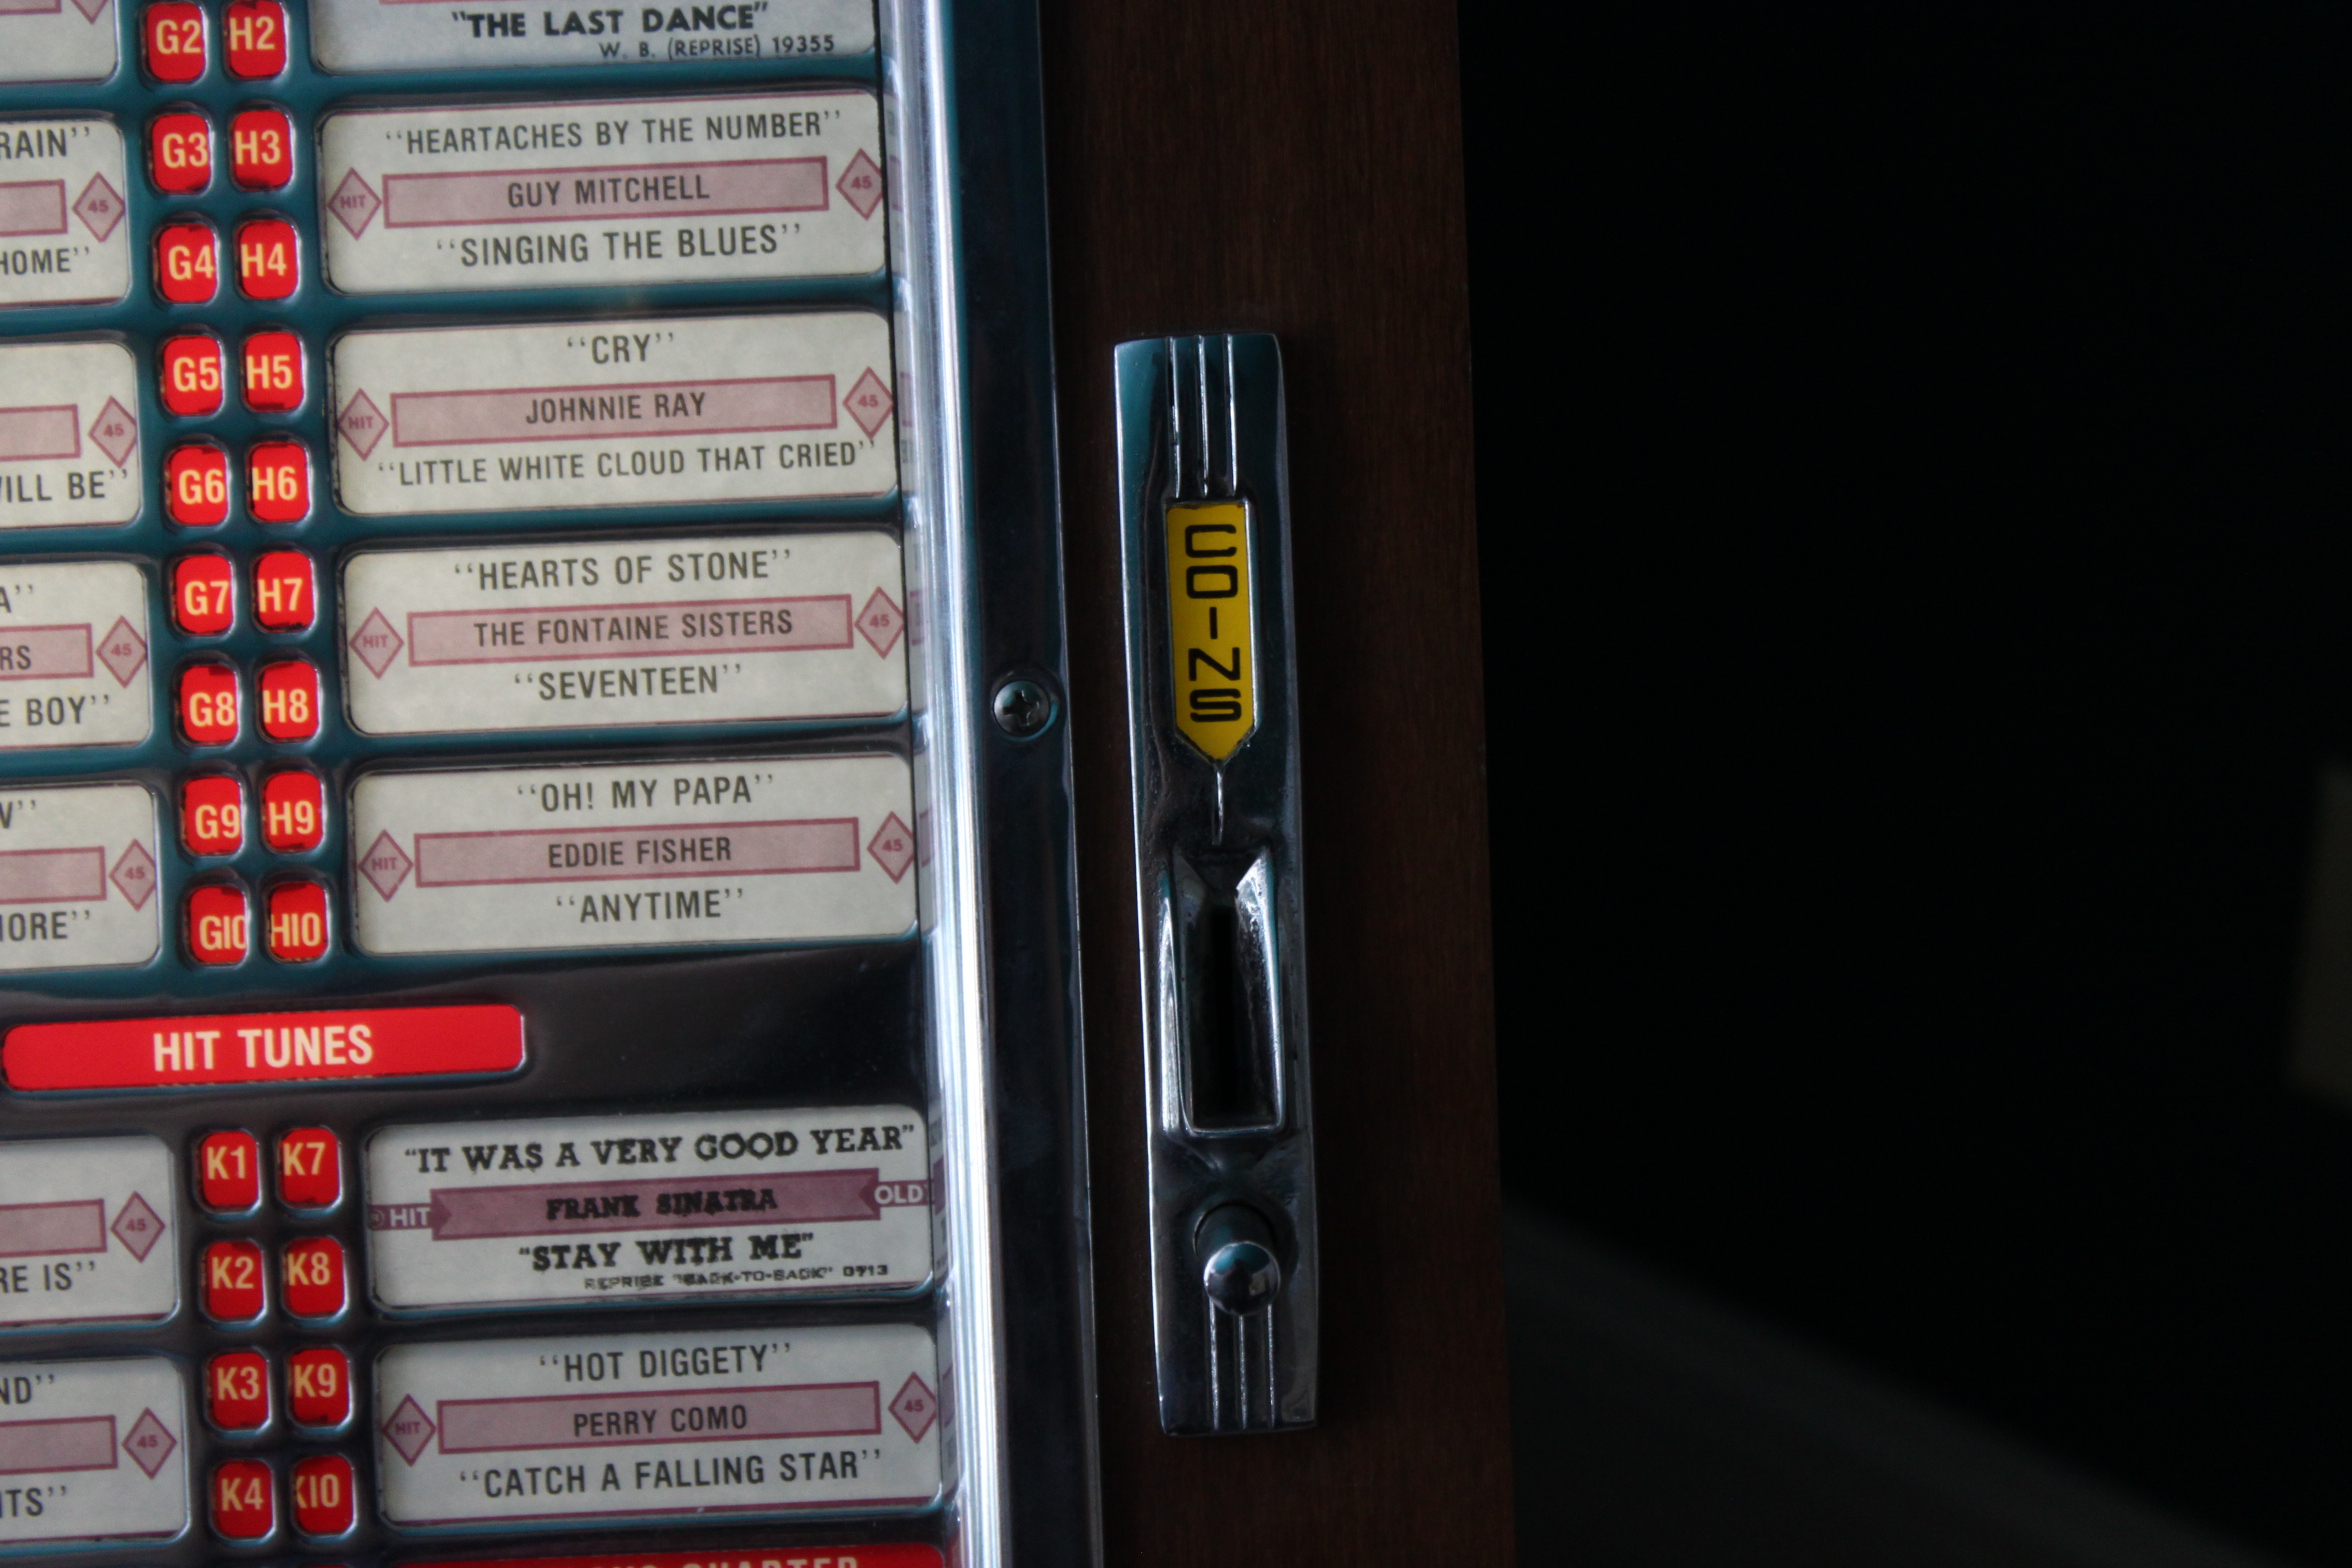 G2 H2
"THE LAST DANCE"
W. B. (REPRISE) 19355
RAIN"
45
HOME"
G3 H3
G4 H4
"HEARTACHES BY THE NUMBER"
HIT GUY MITCHELL 45
"SINGING THE BLUES"
45
WILL BE"
G5 H5
G6 H6
"CRY"
HIT JOHNNIE RAY 45
"LITTLE WHITE CLOUD THAT CRIED"
A"
RS 45
E BOY"
G7 H7
G8 H8
"HEARTS OF STONE"
HIT THE FONTAINE SISTERS 45
"SEVENTEEN"
45
G9 H9
G10 H10
"OH! MY PAPA"
HIT EDDIE FISHER 45
"ANYTIME"
HIT TUNES
45
RE IS"
K1 K7
K2 K8
"IT WAS A VERY GOOD YEAR"
HIT FRANK SINATRA OLD
"STAY WITH ME"
REPRISE "BACK-TO-BACK" 0713
ND"
45
K3 K9
K4 K10
"HOT DIGGETY"
HIT PERRY COMO 45
"CATCH A FALLING STAR"
QUARTER
COINS